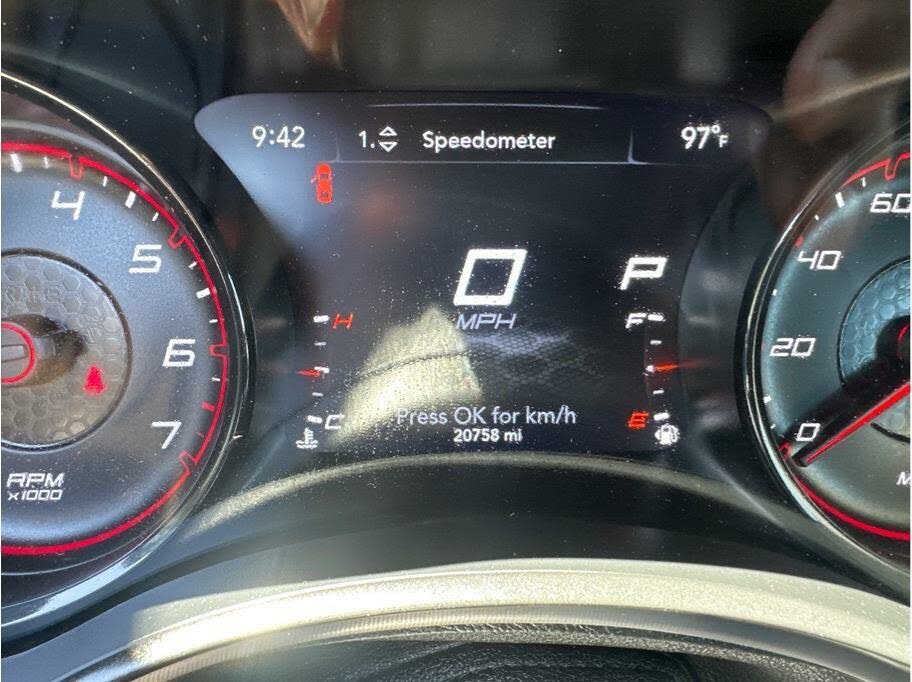 9:42 1. Speedometer 97°F
4
5
6
7
RPM
x1000
0
MPH
P
H
C
F
E
Press OK for km/h
20758 mi
60
40
20
0